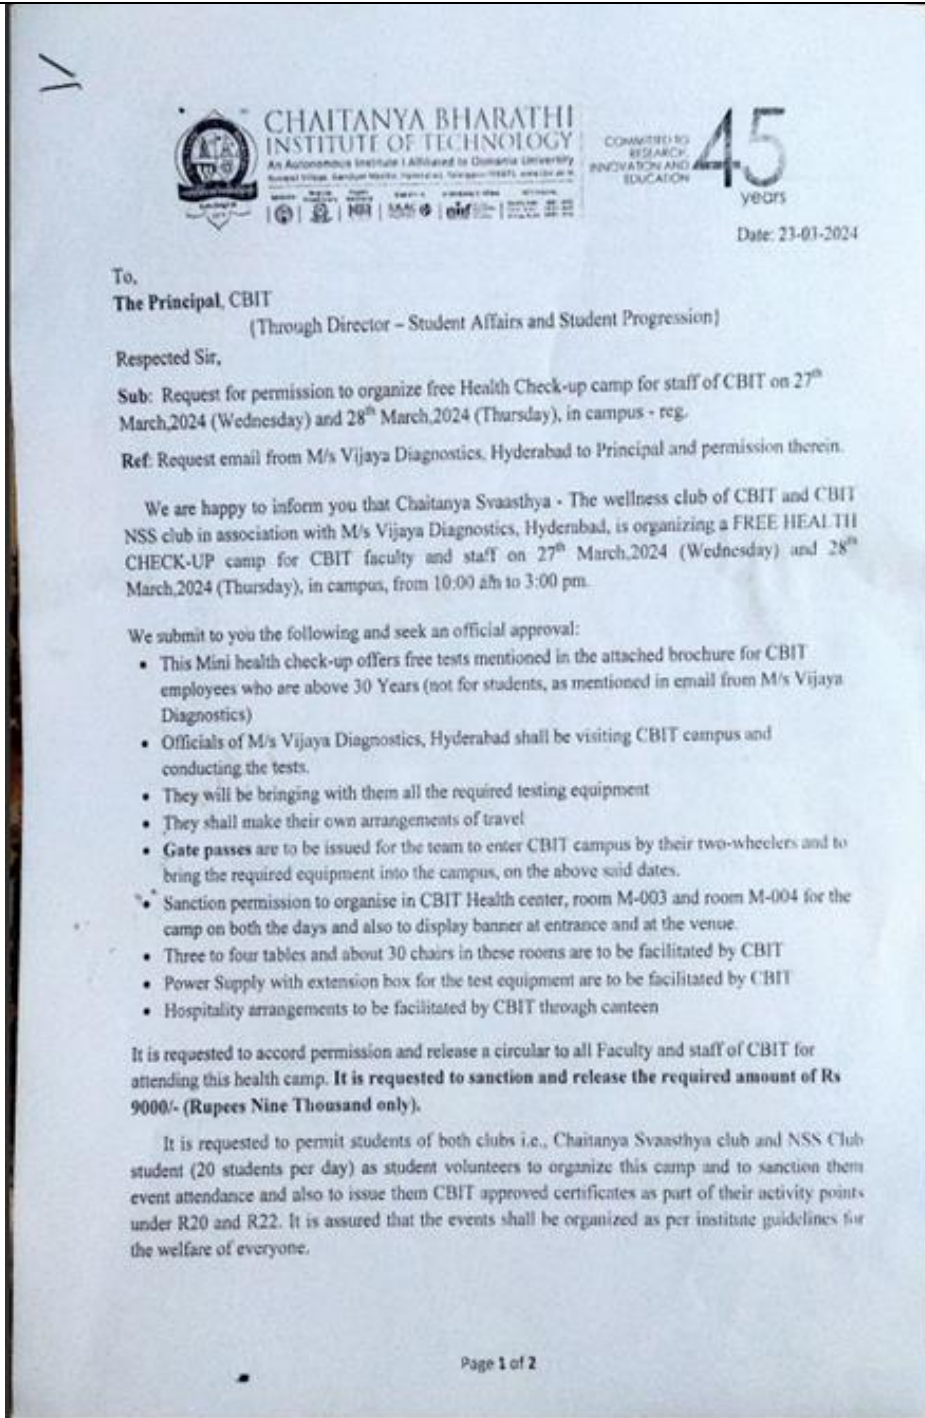 CHAITANYA BHARATHI
INSTITUTE OF TECHNOLOGY
An Autonomous Institute | Affiliated to Osmania University
COMMITTED TO
RESEARCH,
INNOVATION AND
EDUCATION
45
years
Date: 23-03-2024
To,
The Principal, CBIT
(Through Director – Student Affairs and Student Progression)
Respected Sir,
Sub: Request for permission to organize free Health Check-up camp for staff of CBIT on 27th
March,2024 (Wednesday) and 28th March,2024 (Thursday), in campus - reg.
Ref: Request email from M/s Vijaya Diagnostics, Hyderabad to Principal and permission therein.
We are happy to inform you that Chaitanya Svaasthya - The wellness club of CBIT and CBIT
NSS club in association with M/s Vijaya Diagnostics, Hyderabad, is organizing a FREE HEALTH
CHECK-UP camp for CBIT faculty and staff on 27th March,2024 (Wednesday) and 28th
March,2024 (Thursday), in campus, from 10:00 am to 3:00 pm.
We submit to you the following and seek an official approval:
• This Mini health check-up offers free tests mentioned in the attached brochure for CBIT
employees who are above 30 Years (not for students, as mentioned in email from M/s Vijaya
Diagnostics)
• Officials of M/s Vijaya Diagnostics, Hyderabad shall be visiting CBIT campus and
conducting the tests.
• They will be bringing with them all the required testing equipment
• They shall make their own arrangements of travel
• Gate passes are to be issued for the team to enter CBIT campus by their two-wheelers and to
bring the required equipment into the campus, on the above said dates.
• Sanction permission to organise in CBIT Health center, room M-003 and room M-004 for the
camp on both the days and also to display banner at entrance and at the venue.
• Three to four tables and about 30 chairs in these rooms are to be facilitated by CBIT
• Power Supply with extension box for the test equipment are to be facilitated by CBIT
• Hospitality arrangements to be facilitated by CBIT through canteen
It is requested to accord permission and release a circular to all Faculty and staff of CBIT for
attending this health camp. It is requested to sanction and release the required amount of Rs
9000/- (Rupees Nine Thousand only).
It is requested to permit students of both clubs i.e., Chaitanya Svaasthya club and NSS Club
student (20 students per day) as student volunteers to organize this camp and to sanction them
event attendance and also to issue them CBIT approved certificates as part of their activity points
under R20 and R22. It is assured that the events shall be organized as per institute guidelines for
the welfare of everyone.
Page 1 of 2